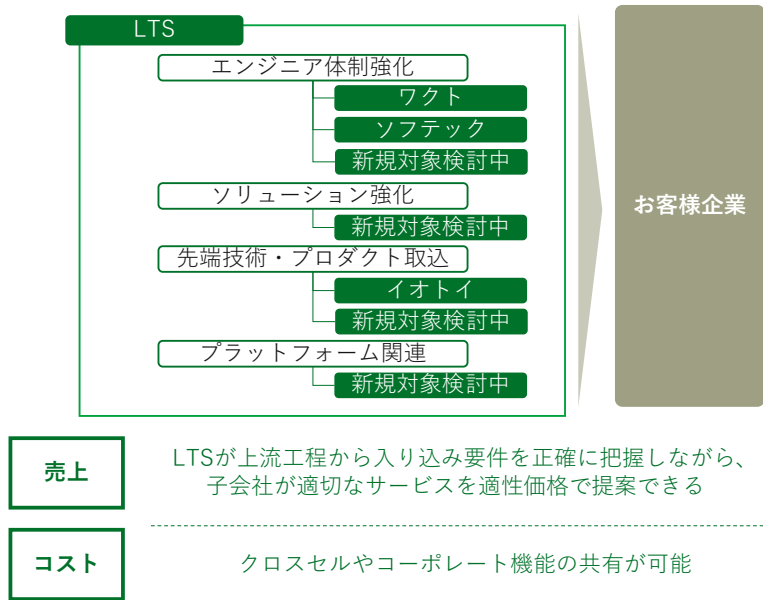 LTS
エンジニア体制強化
ワクト
ソフテック
新規対象検討中
ソリューション強化
新規対象検討中
先端技術・プロダクト取込
イオトイ
新規対象検討中
プラットフォーム関連
新規対象検討中
お客様企業
売上
LTSが上流工程から入り込み要件を正確に把握しながら、
子会社が適切なサービスを適性価格で提案できる
コスト
クロスセルやコーポレート機能の共有が可能